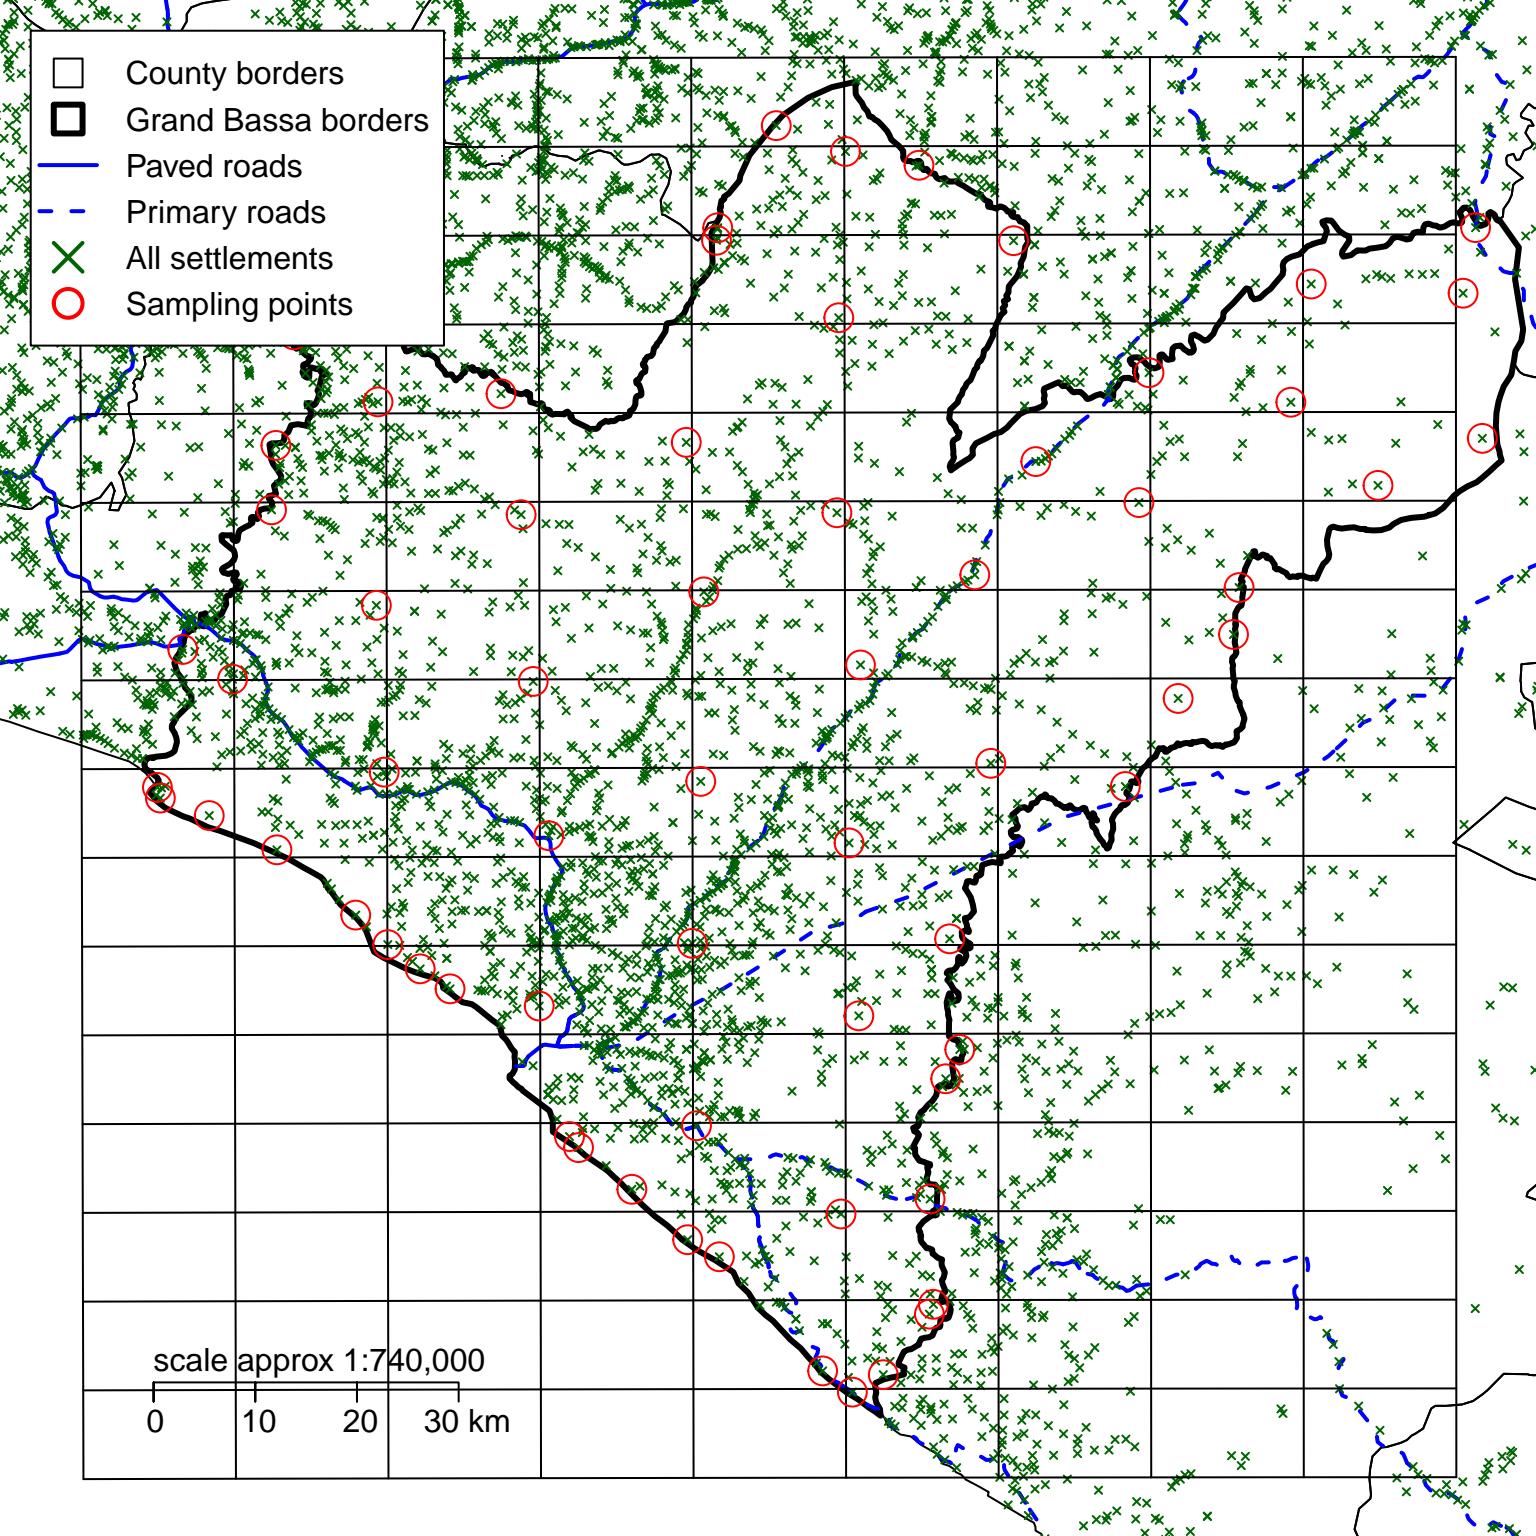 County borders
Grand Bassa borders
Paved roads
Primary roads
All settlements
Sampling points
scale approx 1:740,000
0 10 20 30 km